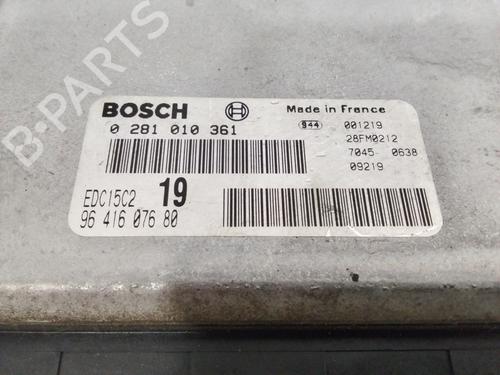 BOSCH
Made in France
0 281 010 361
944 001219
28FM0212
7045- 0638
09219
EDC15C2 19
96 416 076 80
B-PARTS